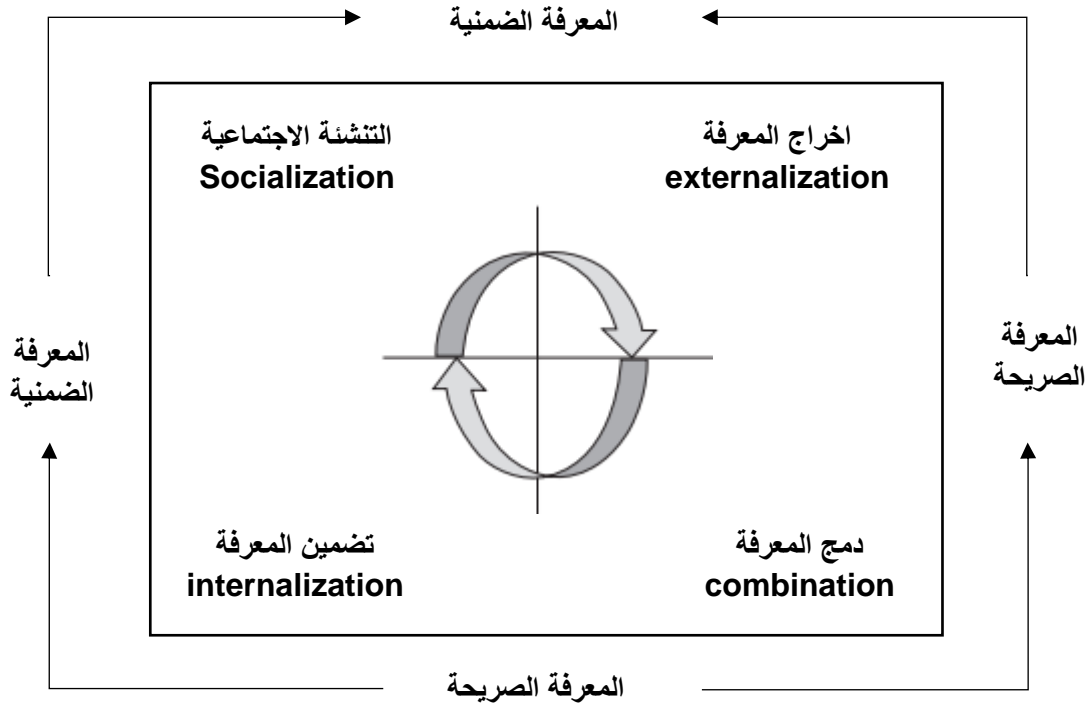 المعرفة الضمنية
التنشئة الاجتماعية
Socialization
اخراج المعرفة
externalization
المعرفة
الضمنية
المعرفة
الصريحة
تضمين المعرفة
internalization
دمج المعرفة
combination
المعرفة الصريحة